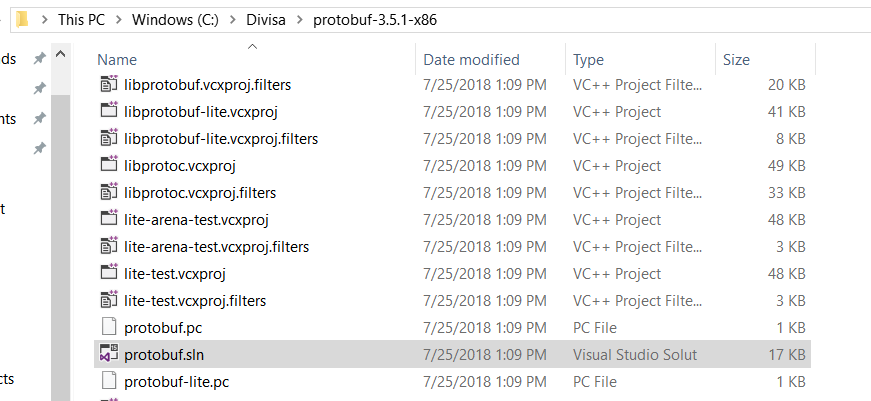 This PC > Windows (C:) > Divisa > protobuf-3.5.1-x86
Name Date modified Type Size
libprotobuf.vcxproj.filters 7/25/2018 1:09 PM VC++ Project Filte... 20 KB
libprotobuf-lite.vcxproj 7/25/2018 1:09 PM VC++ Project 41 KB
libprotobuf-lite.vcxproj.filters 7/25/2018 1:09 PM VC++ Project Filte... 8 KB
libprotoc.vcxproj 7/25/2018 1:09 PM VC++ Project 49 KB
libprotoc.vcxproj.filters 7/25/2018 1:09 PM VC++ Project Filte... 33 KB
lite-arena-test.vcxproj 7/25/2018 1:09 PM VC++ Project 48 KB
lite-arena-test.vcxproj.filters 7/25/2018 1:09 PM VC++ Project Filte... 3 KB
lite-test.vcxproj 7/25/2018 1:09 PM VC++ Project 48 KB
lite-test.vcxproj.filters 7/25/2018 1:09 PM VC++ Project Filte... 3 KB
protobuf.pc 7/25/2018 1:09 PM PC File 1 KB
protobuf.sln 7/25/2018 1:09 PM Visual Studio Solut 17 KB
protobuf-lite.pc 7/25/2018 1:09 PM PC File 1 KB